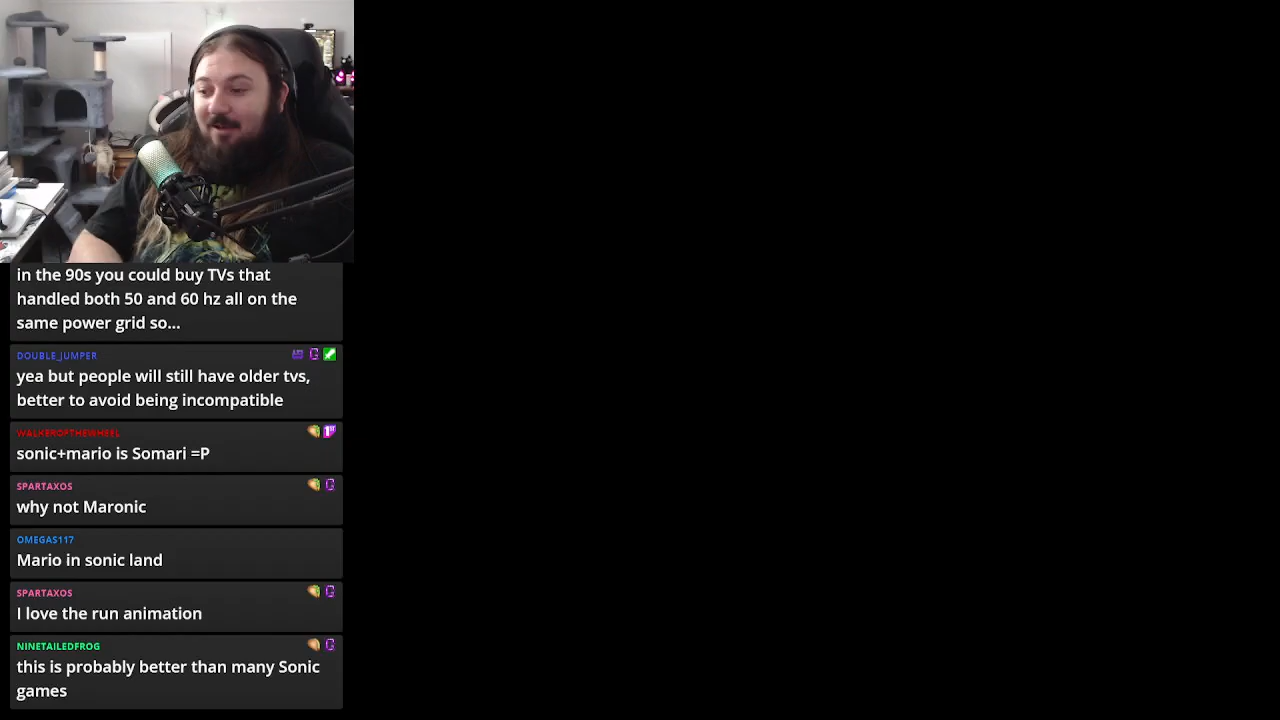 in the 90s you could buy TVs that
handled both 50 and 60 hz all on the
same power grid so...
DOUBLE_JUMPER
yea but people will still have older tvs,
better to avoid being incompatible
WALKEROFTHEWHEEL
sonic+mario is Somari =P
SPARTAXOS
why not Maronic
OMEGAS117
Mario in sonic land
SPARTAXOS
I love the run animation
NINETAILEDFROG
this is probably better than many Sonic
games